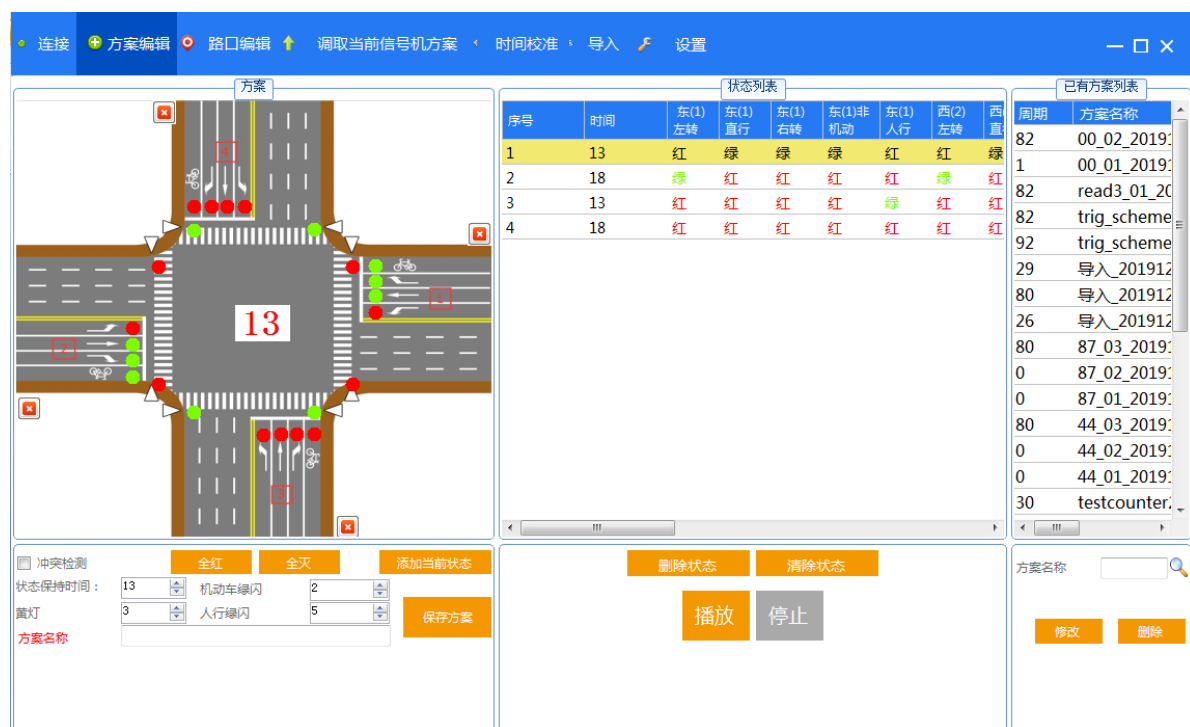 连接 方案编辑 路口编辑 调取当前信号机方案 时间校准 导入 设置
方案
4
1
13
2
3
冲突检测 全红 全灭 添加当前状态
状态保持时间： 13 机动车绿闪 2
黄灯 3 人行绿闪 5 保存方案
方案名称
状态列表
序号 时间 东(1)左转 东(1)直行 东(1)右转 东(1)非机动 东(1)人行 西(2)左转
1 13 红 绿 绿 绿 红 红 绿
2 18 绿 红 红 红 红 绿 红
3 13 红 红 红 红 绿 红 红
4 18 红 红 红 红 红 红 红
删除状态 清除状态
播放 停止
已有方案列表
周期 方案名称
82 00_02_2019
1 00_01_2019
82 read3_01_20
82 trig_scheme
92 trig_scheme
29 导入_201912
80 导入_201912
26 导入_201912
80 87_03_2019
0 87_02_2019
0 87_01_2019
80 44_03_2019
0 44_02_2019
0 44_01_2019
30 testcounter
方案名称
修改 删除